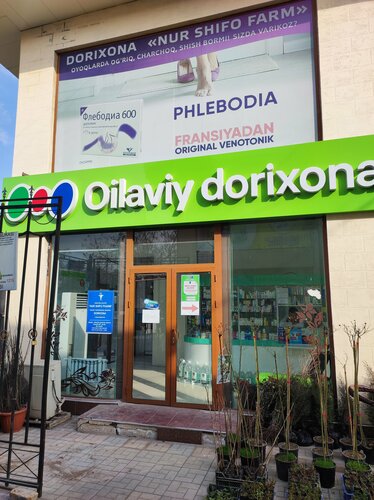 DORIXONA «NUR SHIFO FARM»
OYOQLARDA OG'RIQ, CHARCHOQ, SHISH BORMI! SIZDA VARIKOZ?
Флебодиа 600
PHLEBODIA
FRANSIYADAN
ORIGINAL VENOTONIK
Oilaviy dorixona